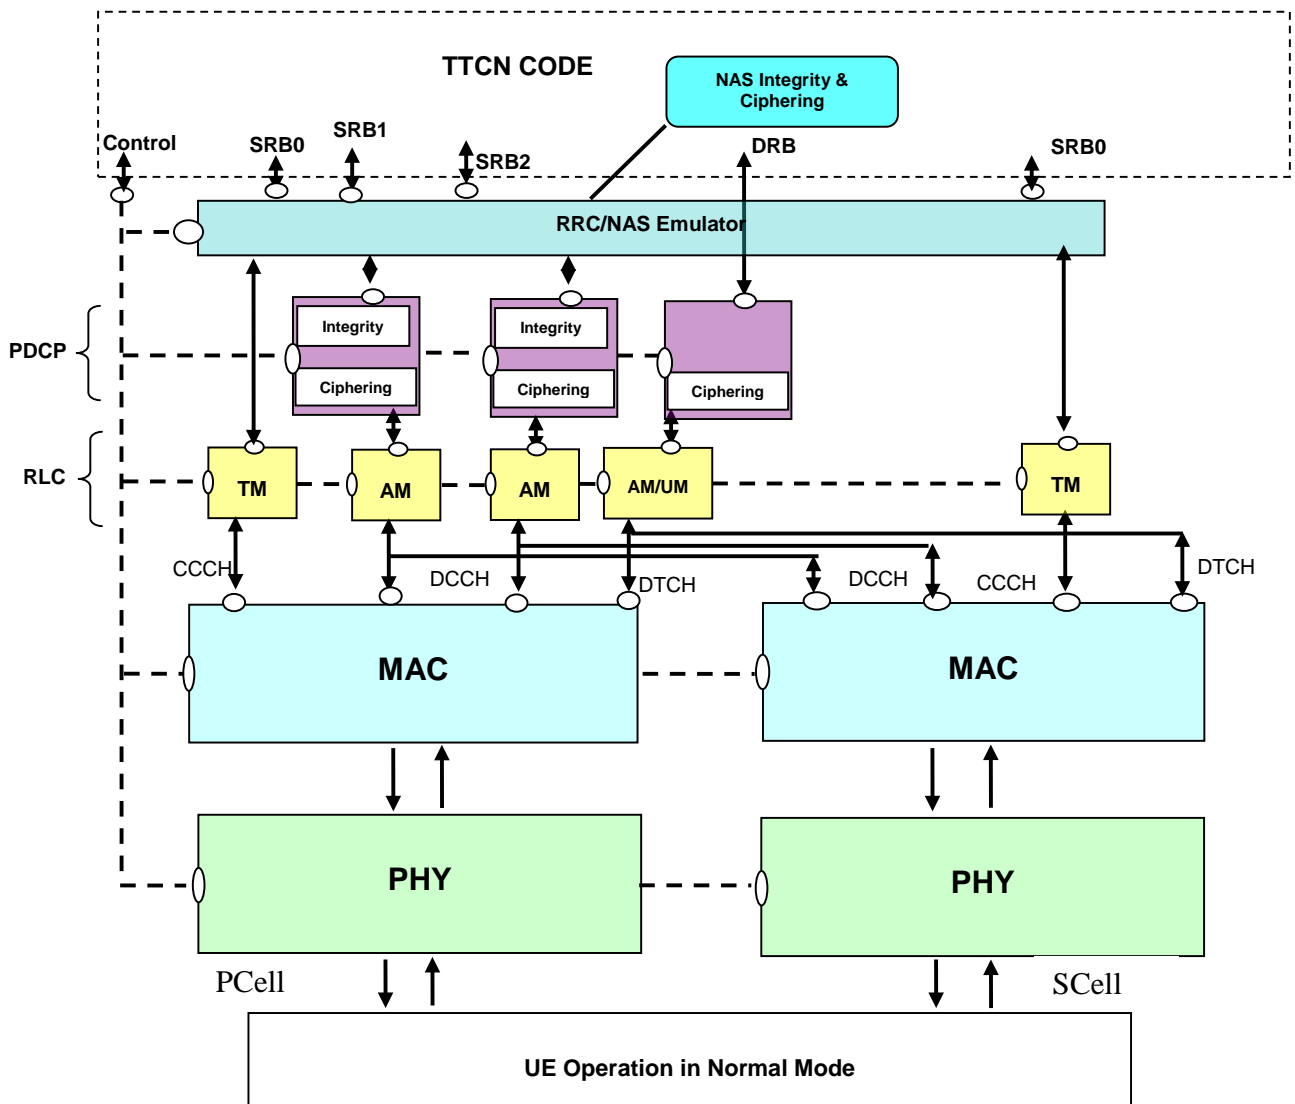 TTCN CODE
NAS Integrity &
Ciphering
Control
SRB0
SRB1
SRB2
DRB
SRB0
RRC/NAS Emulator
PDCP
Integrity
Ciphering
Integrity
Ciphering
Ciphering
RLC
TM
AM
AM
AM/UM
TM
CCCH
DCCH
DTCH
DCCH
CCCH
DTCH
MAC
MAC
PHY
PHY
PCell
SCell
UE Operation in Normal Mode